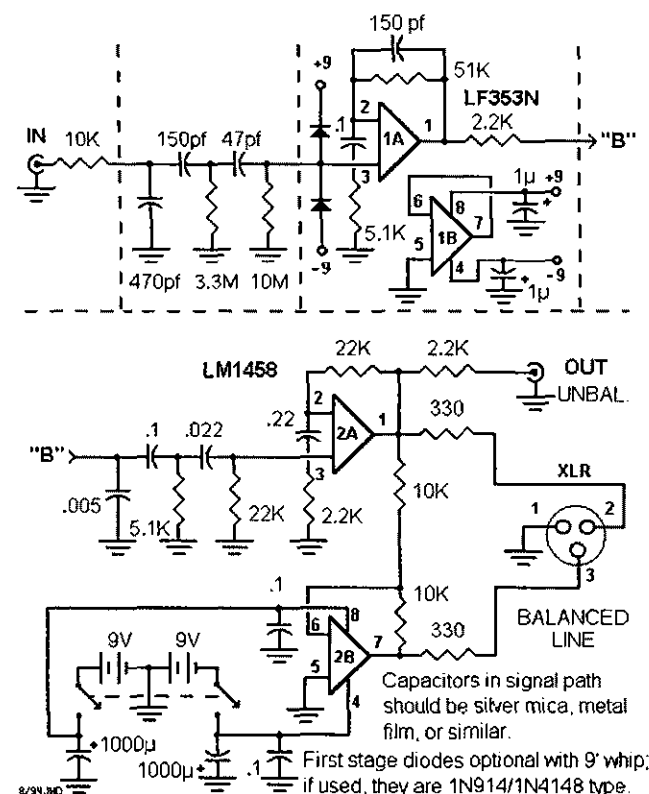 150 pf
+9
51K
LF353N
IN
10K
150pf
47pf
.1
2
1A
1
2.2K
"B"
3
1µ
+9
+
6
8
7
1B
5
4
5.1K
-9
-9
+
1µ
470pf
3.3M
10M
LM1458
22K
2.2K
OUT
UNBAL.
2
.22
2A
1
330
"B"
.1
.022
XLR
3
.005
5.1K
22K
2.2K
10K
1
2
3
.1
10K
9V
9V
6
8
2B
7
330
BALANCED
LINE
5
4
Capacitors in signal path
should be silver mica, metal
film, or similar.
+
1000µ
1000µ
+
.1
First stage diodes optional with 9' whip;
if used, they are 1N914/1N4148 type.
8/94JHD